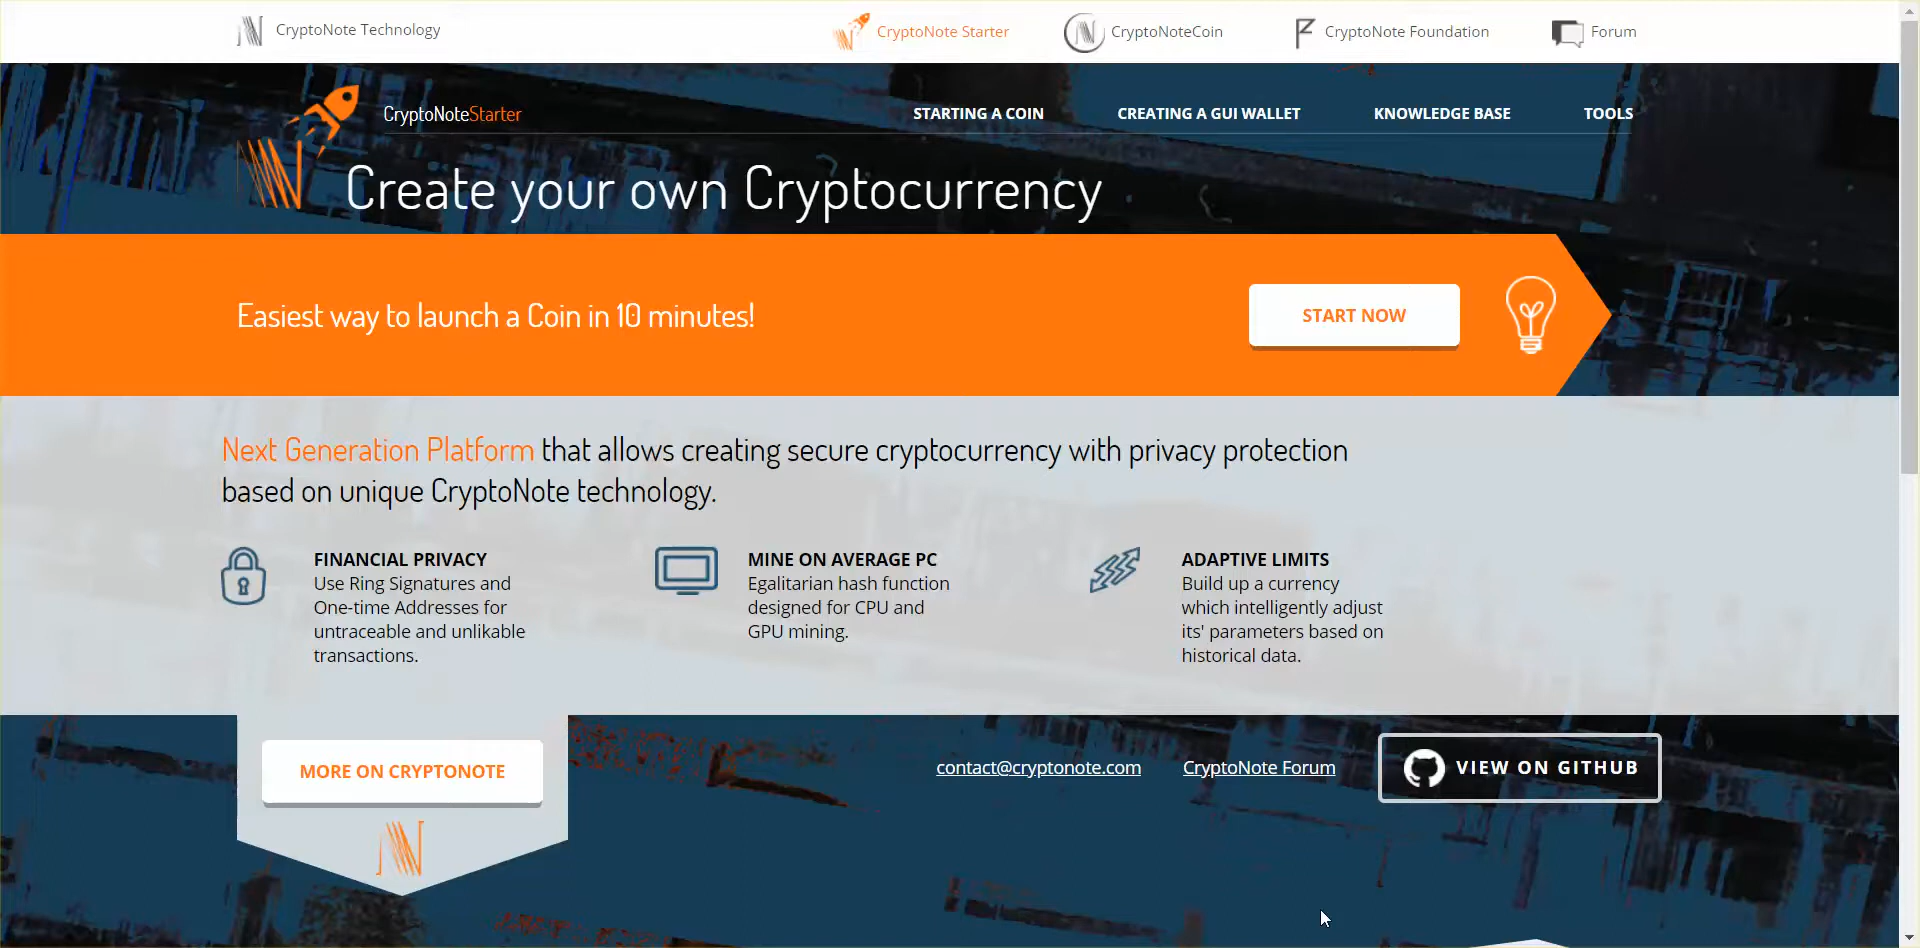 CryptoNote Technology
CryptoNote Starter
CryptoNoteCoin
CryptoNote Foundation
Forum
CryptoNoteStarter
STARTING A COIN
CREATING A GUI WALLET
KNOWLEDGE BASE
TOOLS
Create your own Cryptocurrency
Easiest way to launch a Coin in 10 minutes!
START NOW
Next Generation Platform that allows creating secure cryptocurrency with privacy protection
based on unique CryptoNote technology.
FINANCIAL PRIVACY
Use Ring Signatures and
One-time Addresses for
untraceable and unlikable
transactions.
MINE ON AVERAGE PC
Egalitarian hash function
designed for CPU and
GPU mining.
ADAPTIVE LIMITS
Build up a currency
which intelligently adjust
its' parameters based on
historical data.
MORE ON CRYPTONOTE
contact@cryptonote.com
CryptoNote Forum
VIEW ON GITHUB